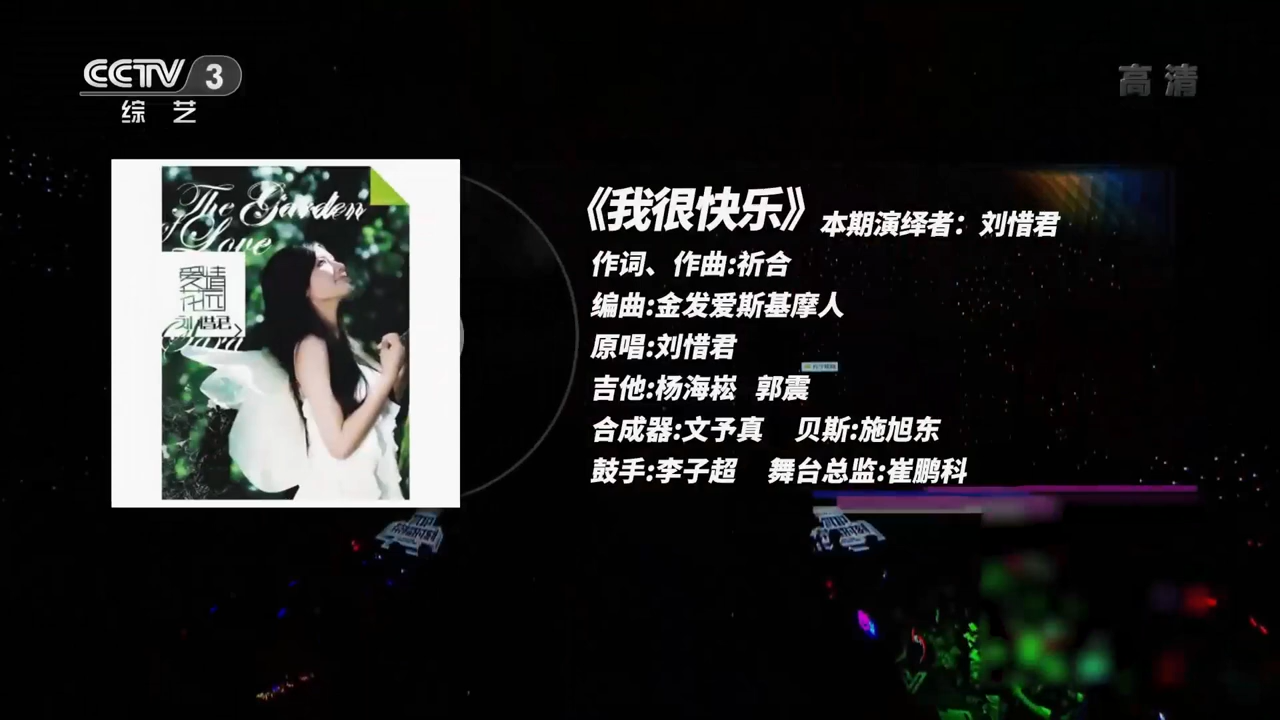 CCTV 3
综艺
高清
The Garden
of Love
爱情
花园
刘惜君
《我很快乐》 本期演绎者：刘惜君
作词、作曲:祈合
编曲:金发爱斯基摩人
原唱:刘惜君
吉他:杨海崧 郭震
合成器:文予真 贝斯:施旭东
鼓手:李子超 舞台总监:崔鹏科